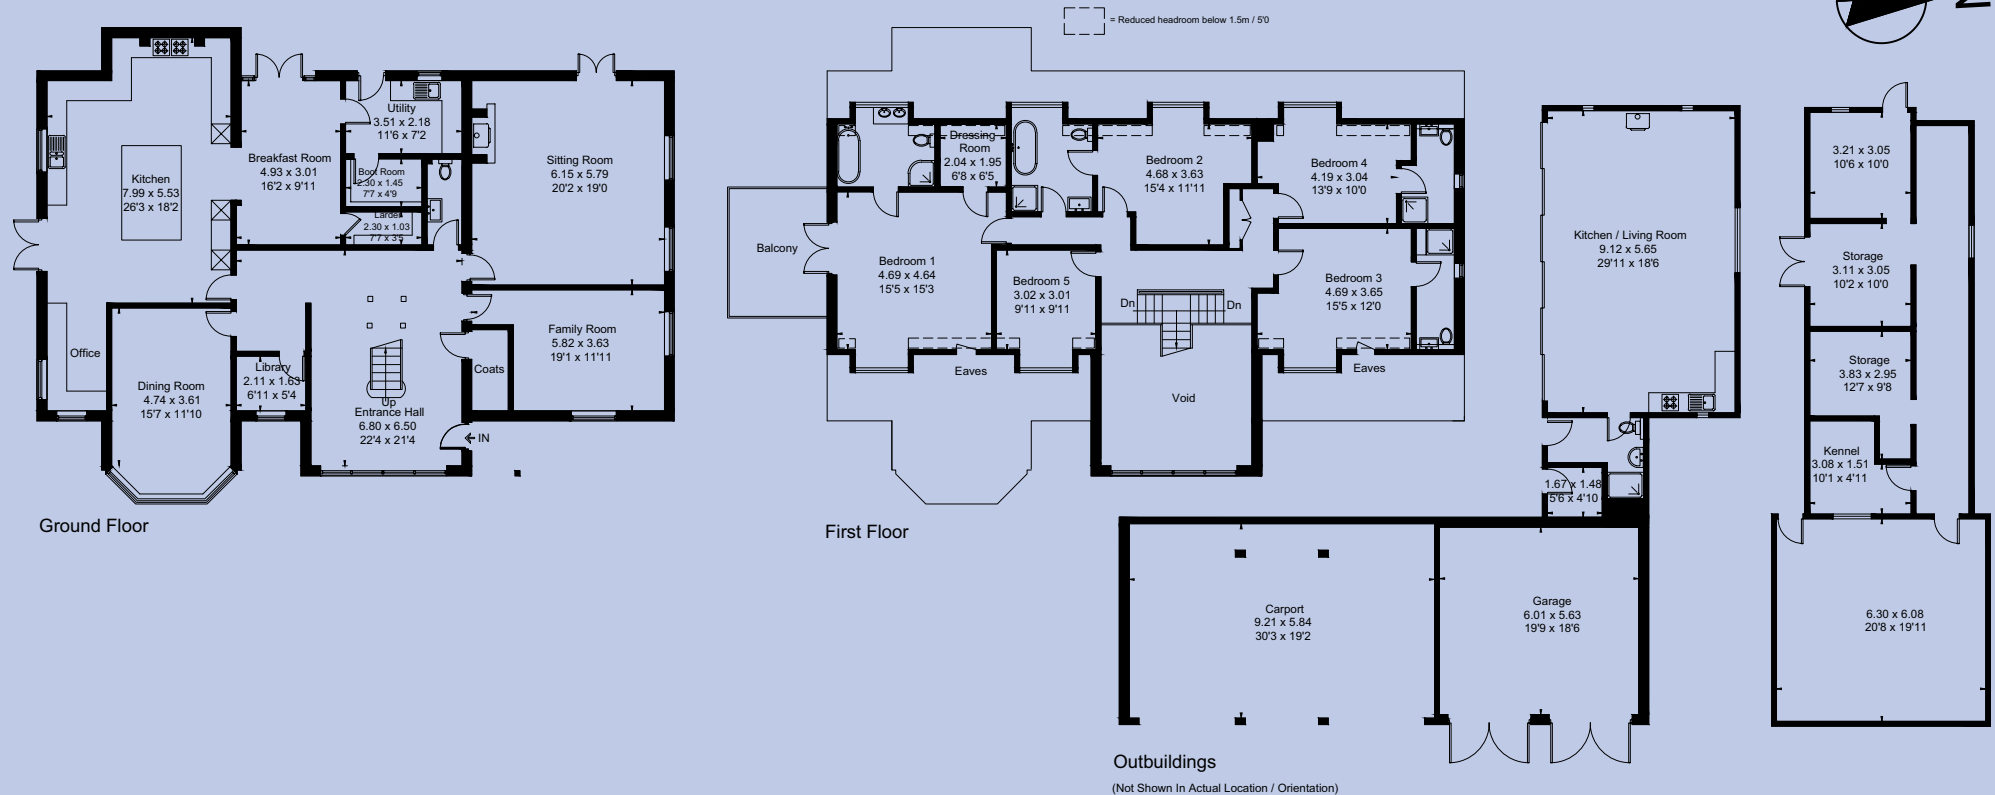 = Reduced headroom below 1.5m / 5'0
N
Kitchen
7.99 x 5.53
26'3 x 18'2
Breakfast Room
4.93 x 3.01
16'2 x 9'11
Utility
3.51 x 2.18
11'6 x 7'2
Boot Room
2.30 x 1.45
7'7 x 4'9
Larder
2.30 x 1.03
7'7 x 3'5
Sitting Room
6.15 x 5.79
20'2 x 19'0
Family Room
5.82 x 3.63
19'1 x 11'11
Coats
Office
Dining Room
4.74 x 3.61
15'7 x 11'10
Library
2.11 x 1.63
6'11 x 5'4
Up
Entrance Hall
6.80 x 6.50
22'4 x 21'4
IN
Ground Floor
Balcony
Bedroom 1
4.69 x 4.64
15'5 x 15'3
Dressing
Room
2.04 x 1.95
6'8 x 6'5
Bedroom 2
4.68 x 3.63
15'4 x 11'11
Bedroom 4
4.19 x 3.04
13'9 x 10'0
Bedroom 5
3.02 x 3.01
9'11 x 9'11
Dn
Dn
Bedroom 3
4.69 x 3.65
15'5 x 12'0
Eaves
Eaves
Void
First Floor
Kitchen / Living Room
9.12 x 5.65
29'11 x 18'6
1.67 x 1.48
5'6 x 4'10
Carport
9.21 x 5.84
30'3 x 19'2
Garage
6.01 x 5.63
19'9 x 18'6
3.21 x 3.05
10'6 x 10'0
Storage
3.11 x 3.05
10'2 x 10'0
Storage
3.83 x 2.95
12'7 x 9'8
Kennel
3.08 x 1.51
10'1 x 4'11
6.30 x 6.08
20'8 x 19'11
Outbuildings
(Not Shown In Actual Location / Orientation)